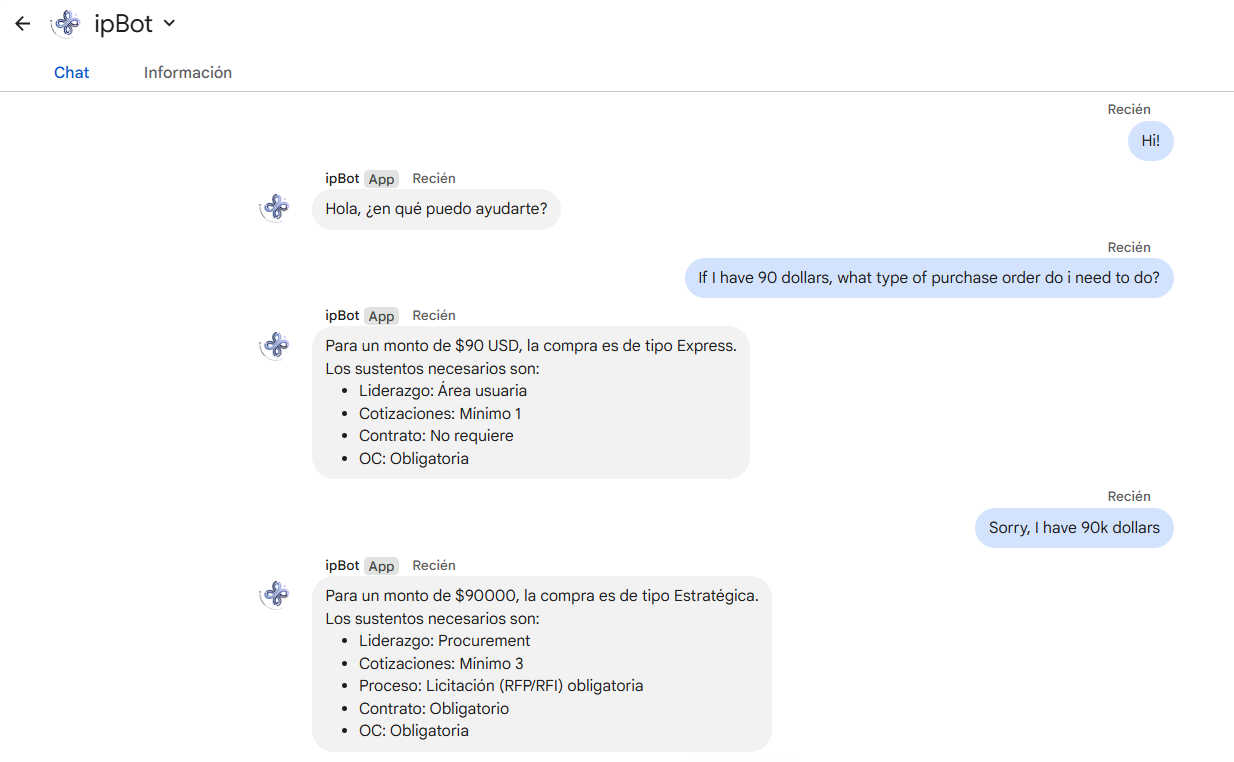 ipBot
Chat Información
Recién
Hi!
ipBot App Recién
Hola, ¿en qué puedo ayudarte?
Recién
If I have 90 dollars, what type of purchase order do i need to do?
ipBot App Recién
Para un monto de $90 USD, la compra es de tipo Express.
Los sustentos necesarios son:
• Liderazgo: Área usuaria
• Cotizaciones: Mínimo 1
• Contrato: No requiere
• OC: Obligatoria
Recién
Sorry, I have 90k dollars
ipBot App Recién
Para un monto de $90000, la compra es de tipo Estratégica.
Los sustentos necesarios son:
• Liderazgo: Procurement
• Cotizaciones: Mínimo 3
• Proceso: Licitación (RFP/RFI) obligatoria
• Contrato: Obligatorio
• OC: Obligatoria